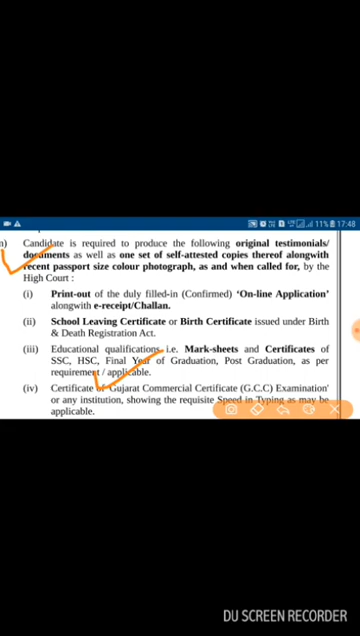 11% 17:48
n) Candidate is required to produce the following original testimonials/
documents as well as one set of self-attested copies thereof alongwith
recent passport size colour photograph, as and when called for, by the
High Court :
(i) Print-out of the duly filled-in (Confirmed) 'On-line Application'
alongwith e-receipt/Challan.
(ii) School Leaving Certificate or Birth Certificate issued under Birth
& Death Registration Act.
(iii) Educational qualifications i.e. Mark-sheets and Certificates of
SSC, HSC, Final Year of Graduation, Post Graduation, as per
requirement / applicable.
(iv) Certificate of 'Gujarat Commercial Certificate (G.C.C) Examination'
or any institution, showing the requisite Speed in Typing as may be
applicable.
DU SCREEN RECORDER